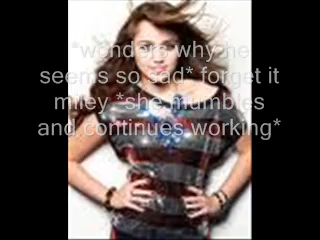 *wonders why he
seems so sad* forget it
miley *she mumbles
and continues working*